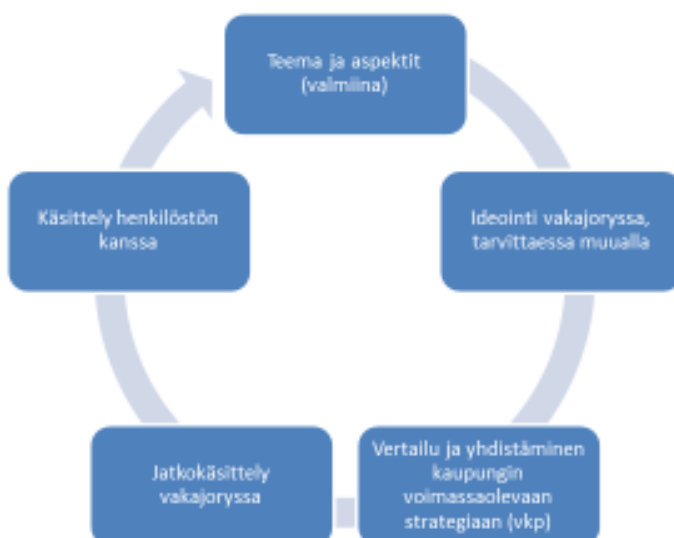 Teema ja aspektit
(valmiina)
Ideointi vakajoryssa,
tarvittaessa muualla
Vertailu ja yhdistäminen
kaupungin
voimassaolevaan
strategiaan (vkp)
Jatkokäsittely
vakajoryssa
Käsittely henkilöstön
kanssa